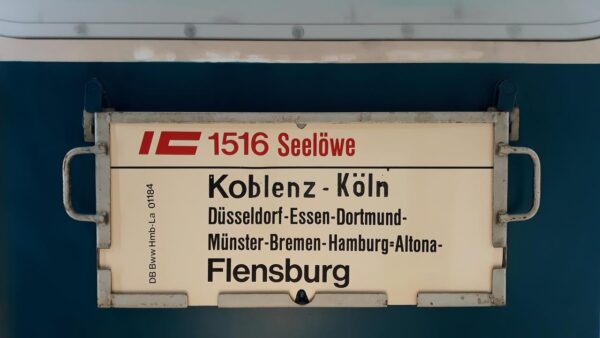 IC 1516 Seelöwe
Koblenz - Köln
Düsseldorf-Essen-Dortmund-
Münster-Bremen-Hamburg=Altona-
Flensburg
DB Bww Hmb-La 01184